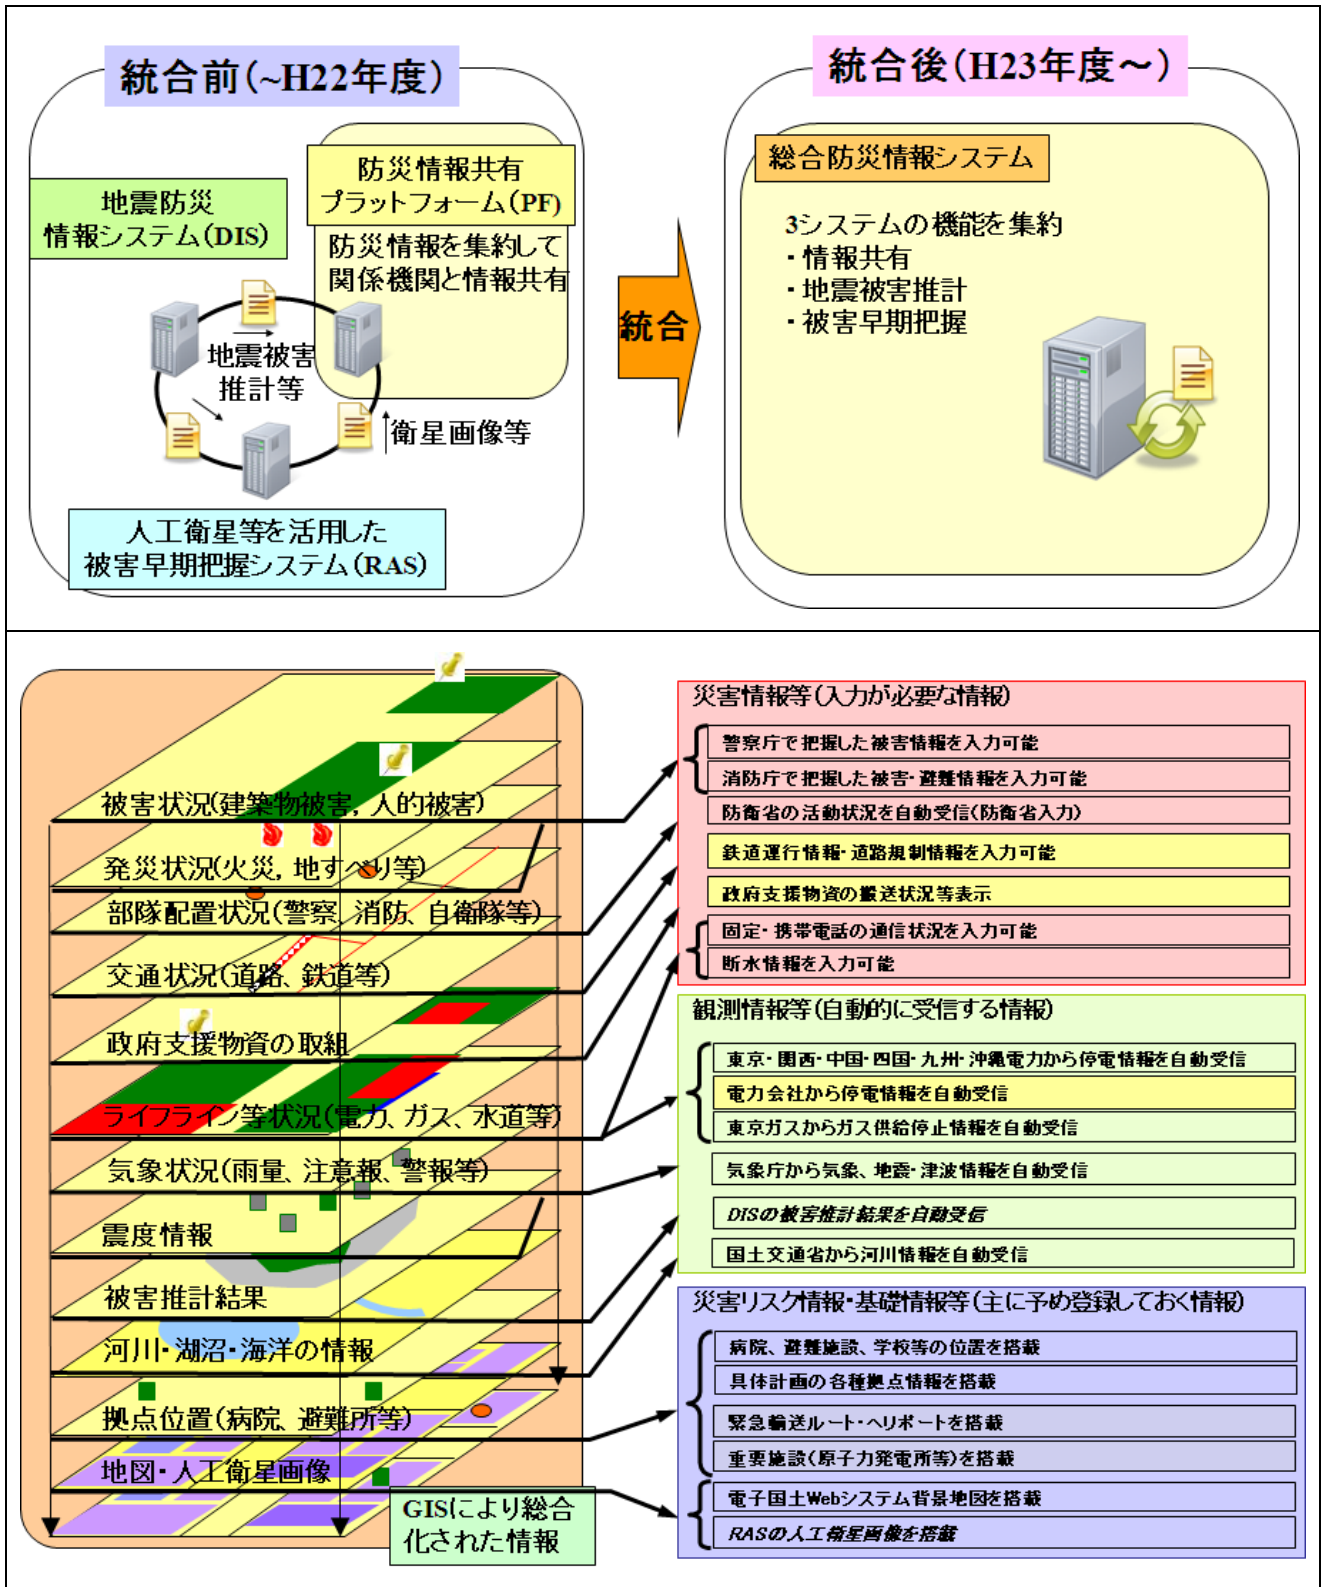 統合前(~H22年度)
地震防災
情報システム(DIS)
防災情報共有
プラットフォーム(PF)
防災情報を集約して
関係機関と情報共有
地震被害
推計等
衛星画像等
人工衛星等を活用した
被害早期把握システム(RAS)
統合
統合後(H23年度～)
総合防災情報システム
3システムの機能を集約
・情報共有
・地震被害推計
・被害早期把握
被害状況(建築物被害, 人的被害)
発災状況(火災, 地すべり等)
部隊配置状況(警察、消防、自衛隊等)
交通状況(道路、鉄道等)
政府支援物資の取組
ライフライン等状況(電力、ガス、水道等)
気象状況(雨量、注意報、警報等)
震度情報
被害推計結果
河川・湖沼・海洋の情報
拠点位置(病院、避難所等)
地図・人工衛星画像
GISにより総合
化された情報
災害情報等(入力が必要な情報)
警察庁で把握した被害情報を入力可能
消防庁で把握した被害・避難情報を入力可能
防衛省の活動状況を自動受信(防衛省入力)
鉄道運行情報・道路規制情報を入力可能
政府支援物資の搬送状況等表示
固定・携帯電話の通信状況を入力可能
断水情報を入力可能
観測情報等(自動的に受信する情報)
東京・関西・中国・四国・九州・沖縄電力から停電情報を自動受信
電力会社から停電情報を自動受信
東京ガスからガス供給停止情報を自動受信
気象庁から気象、地震・津波情報を自動受信
DISの被害推計結果を自動受信
国土交通省から河川情報を自動受信
災害リスク情報・基礎情報等(主に予め登録しておく情報)
病院、避難施設、学校等の位置を搭載
具体計画の各種拠点情報を搭載
緊急輸送ルート・ヘリポートを搭載
重要施設(原子力発電所等)を搭載
電子国土Webシステム背景地図を搭載
RASの人工衛星画像を搭載